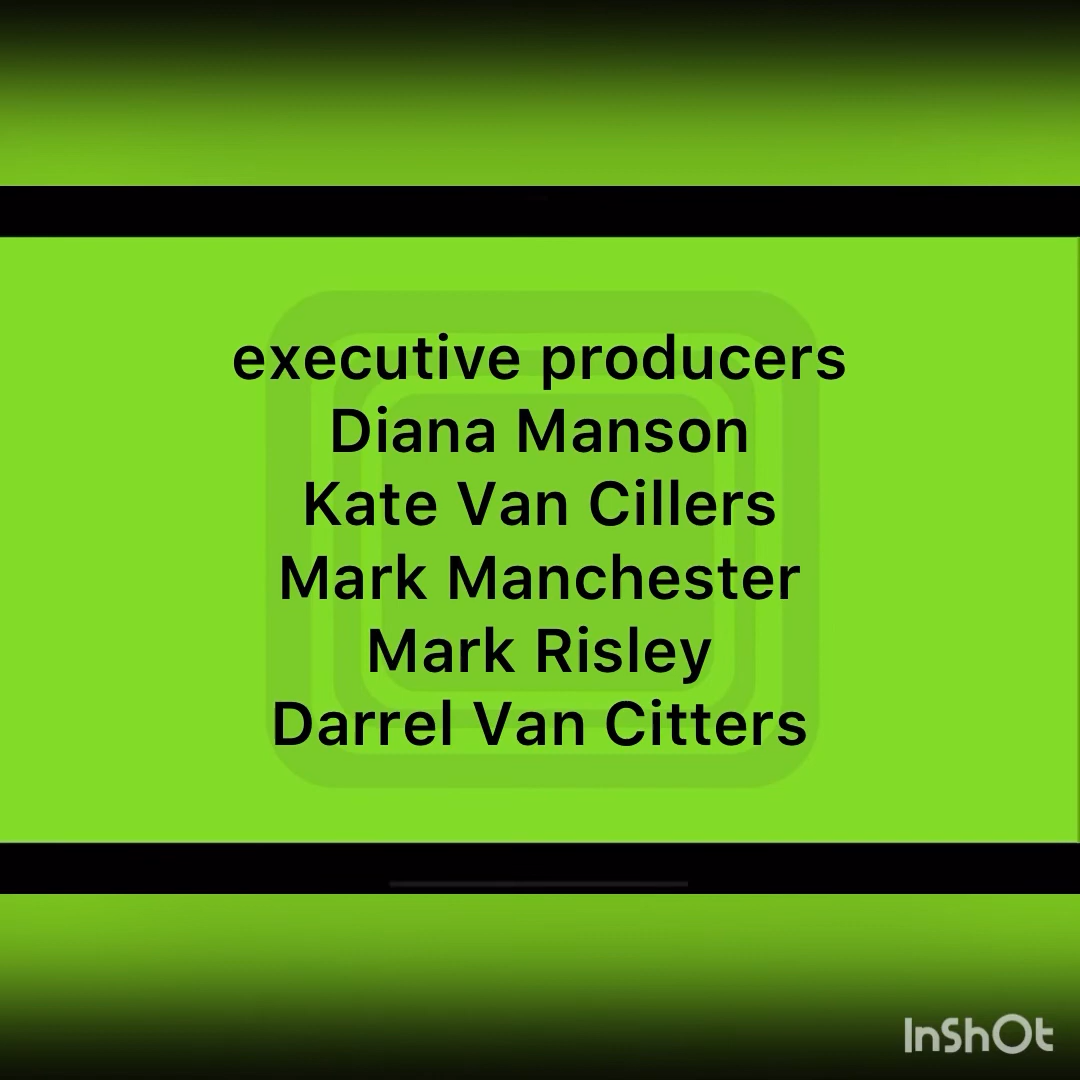 executive producers
Diana Manson
Kate Van Cillers
Mark Manchester
Mark Risley
Darrel Van Citters
InShOt